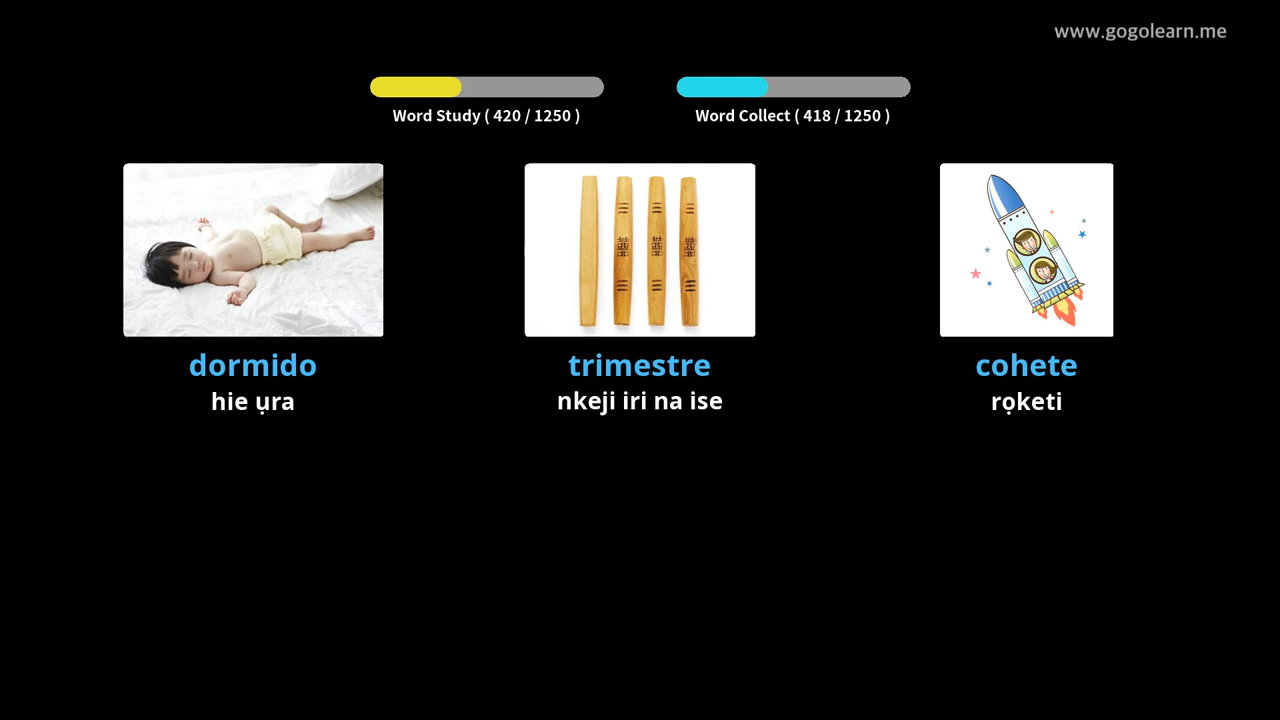 www.gogolearn.me
Word Study ( 420 / 1250 )
Word Collect ( 418 / 1250 )
dormido
trimestre
cohete
hie ụra
nkeji iri na ise
rọketi